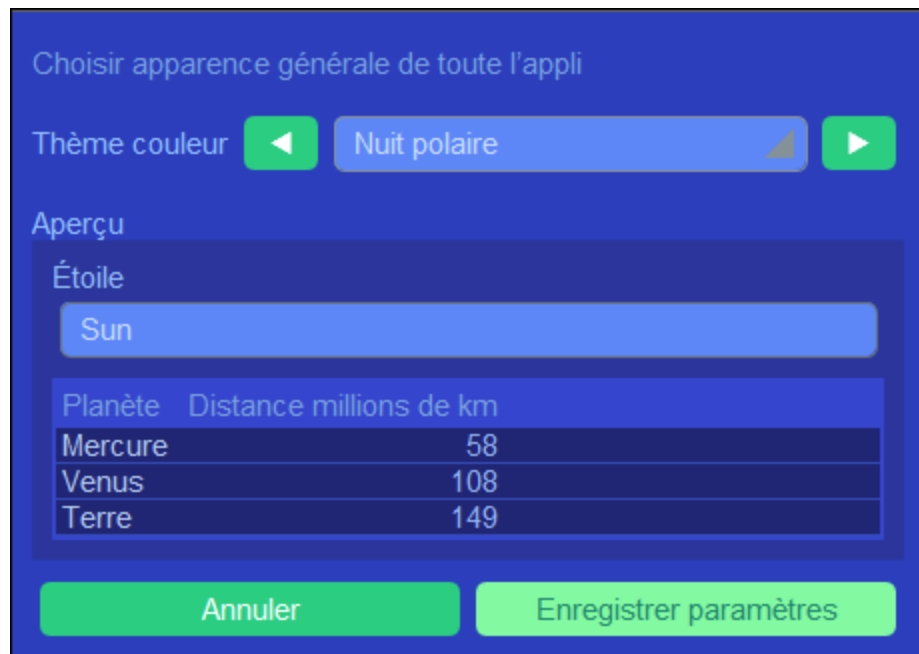 Choisir apparence générale de toute l'appli
Thème couleur Nuit polaire
Aperçu
Étoile
Sun
Planète Distance millions de km
Mercure 58
Venus 108
Terre 149
Annuler Enregistrer paramètres